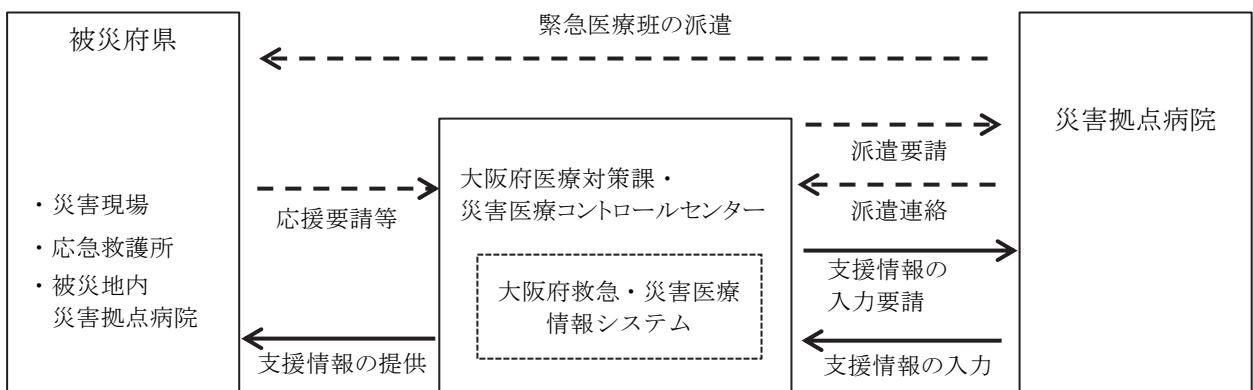 緊急医療班の派遣
被災府県
・災害現場
・応急救護所
・被災地内
災害拠点病院
応援要請等
支援情報の提供
大阪府医療対策課・
災害医療コントロールセンター
大阪府救急・災害医療
情報システム
派遣要請
派遣連絡
支援情報の
入力要請
支援情報の入力
災害拠点病院